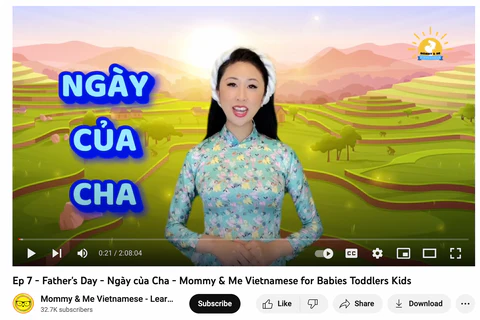 NGÀY
CỦA
CHA
0:21 / 2:08:04
CC
Ep 7 - Father's Day - Ngày của Cha - Mommy & Me Vietnamese for Babies Toddlers Kids
Mommy & Me Vietnamese - Lear...
32.7K subscribers
Subscribe
Like
Share
Download